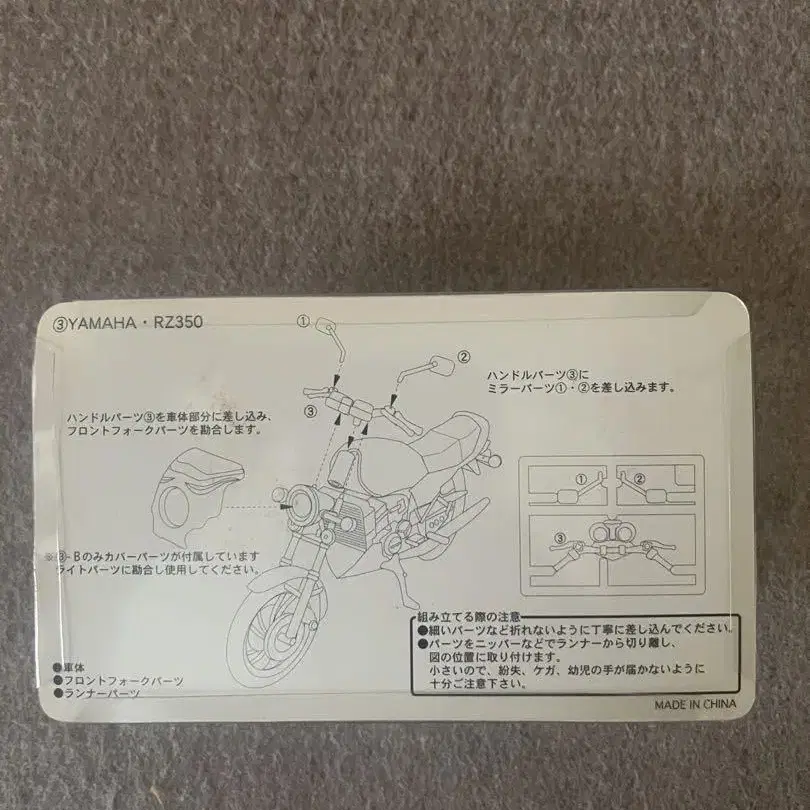 ③YAMAHA・RZ350
①
②
ハンドルパーツ③に
ミラーパーツ①・②を差し込みます。
③
ハンドルパーツ③を車体部分に差し込み、
フロントフォークパーツを勘合します。
①
②
③
※③-Bのみカバーパーツが付属しています
ライトパーツに勘合し使用してください。
組み立てる際の注意
●細いパーツなど折れないように丁寧に差し込んでください。
●パーツをニッパーなどでランナーから切り離し、
図の位置に取り付けます。
小さいので、紛失、ケガ、幼児の手が届かないように
十分ご注意下さい。
●車体
●フロントフォークパーツ
●ランナーパーツ
MADE IN CHINA